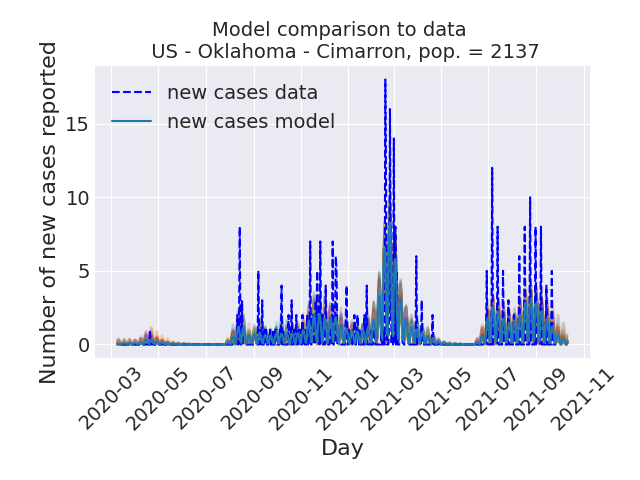 Model comparison to data
US - Oklahoma - Cimarron, pop. = 2137
new cases data
new cases model
Number of new cases reported
15
10
5
0
2020-03
2020-05
2020-07
2020-09
2020-11
2021-01
2021-03
2021-05
2021-07
2021-09
2021-11
Day